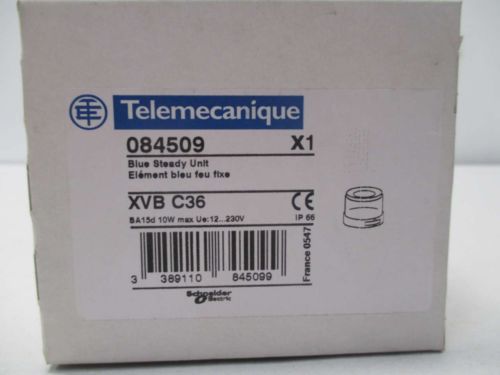 Telemecanique
084509 X1
Blue Steady Unit
Elément bleu feu fixe
XVB C36 CE
BA15d 10W max Ue:12...230V IP 66
3 389110 845099
France 0547
Schneider
Electric